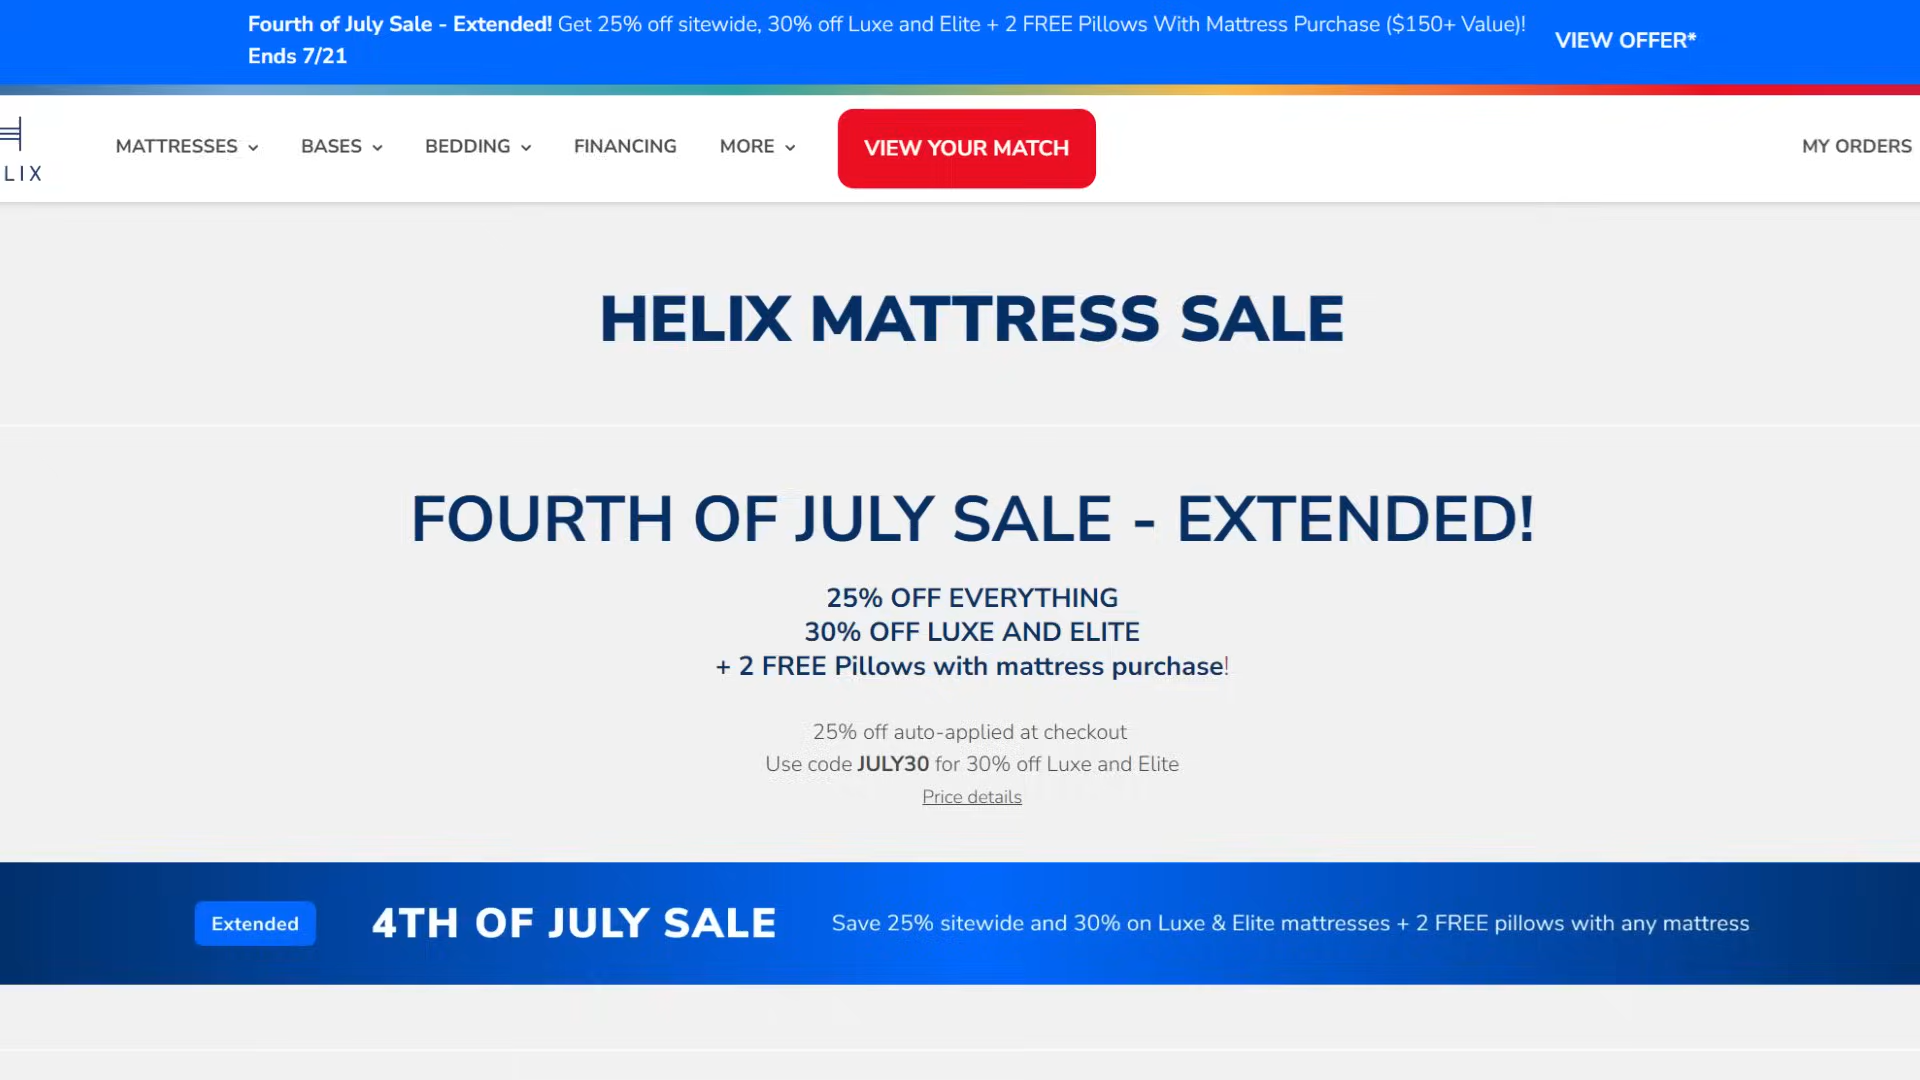 Fourth of July Sale - Extended! Get 25% off sitewide, 30% off Luxe and Elite + 2 FREE Pillows With Mattress Purchase ($150+ Value)!
Ends 7/21
VIEW OFFER*
LIX
MATTRESSES
BASES
BEDDING
FINANCING
MORE
VIEW YOUR MATCH
MY ORDERS
HELIX MATTRESS SALE
FOURTH OF JULY SALE - EXTENDED!
25% OFF EVERYTHING
30% OFF LUXE AND ELITE
+ 2 FREE Pillows with mattress purchase!
25% off auto-applied at checkout
Use code JULY30 for 30% off Luxe and Elite
Price details
Extended
4TH OF JULY SALE
Save 25% sitewide and 30% on Luxe & Elite mattresses + 2 FREE pillows with any mattress